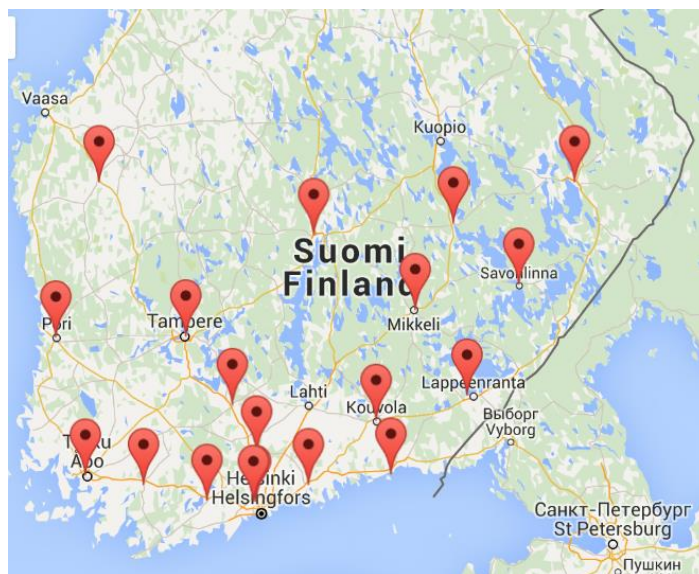 Vaasa
Kuopio
Suomi
Finland
Savonlinna
Pori
Tampere
Mikkeli
Lahti
Lappeenranta
Kouvola
Выборг
Vyborg
Turku
Åbo
Helsinki
Helsingfors
Санкт-Петербург
St Petersburg
Пушкин